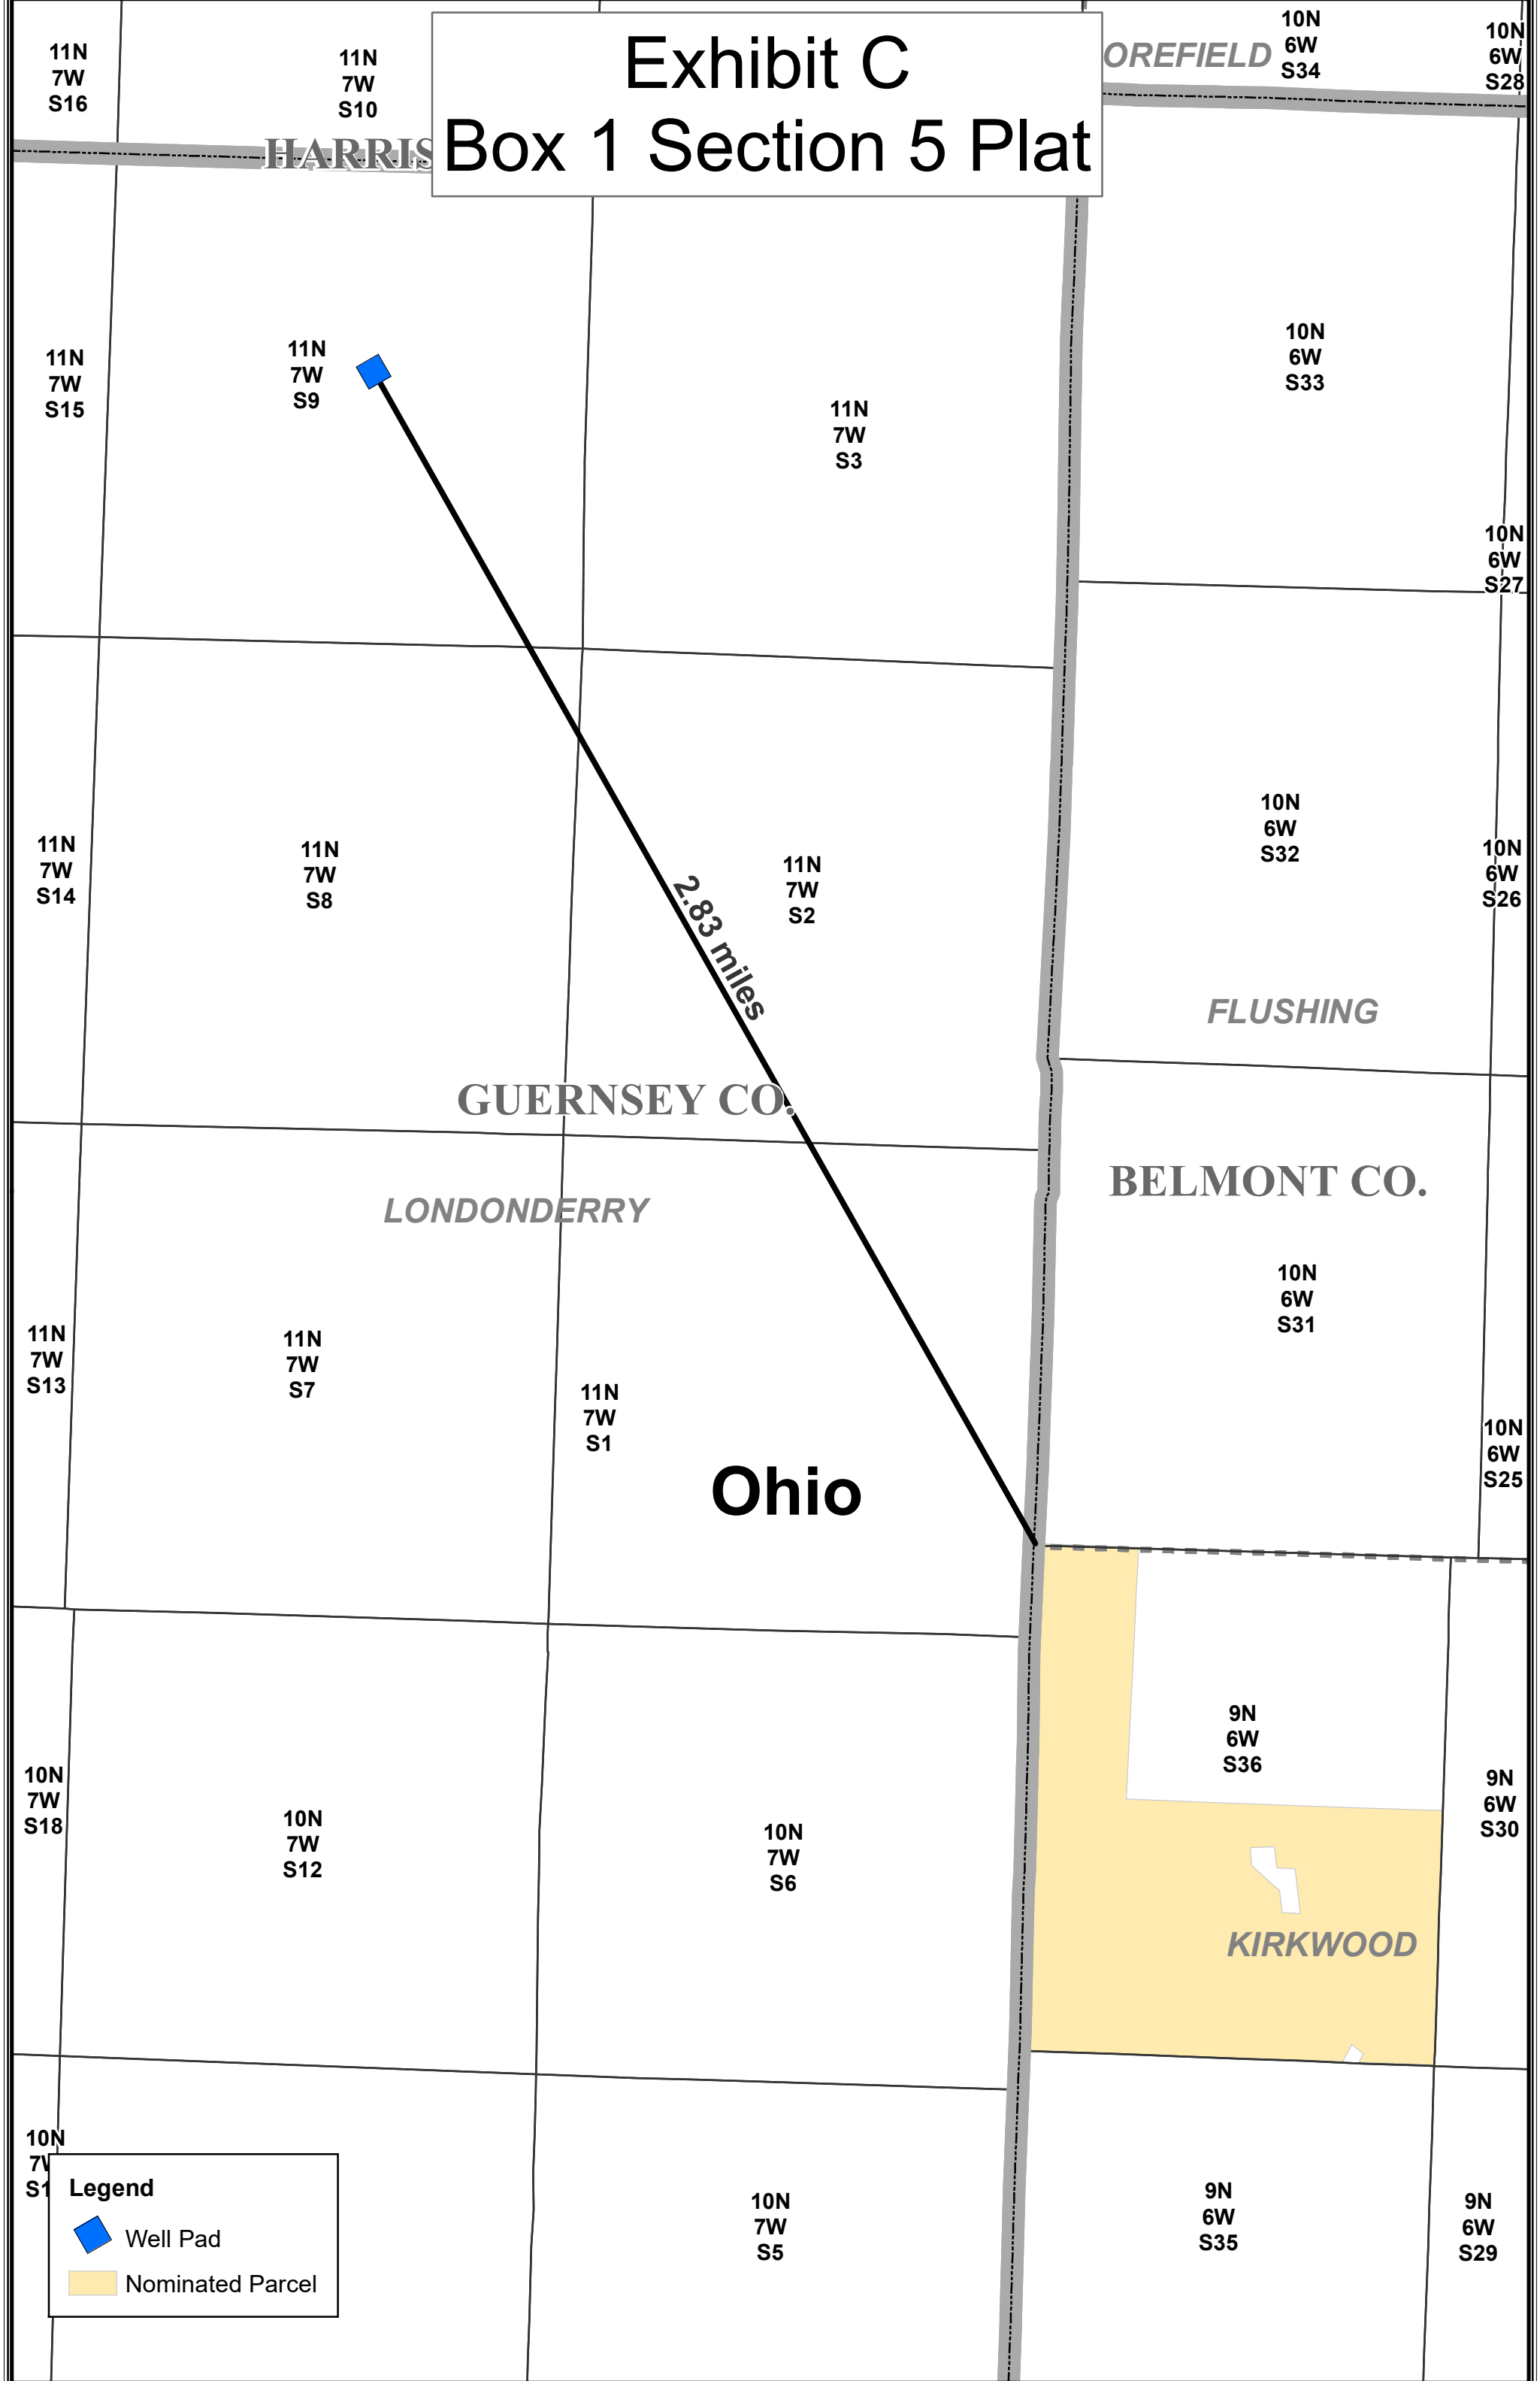 Exhibit C
Box 1 Section 5 Plat
11N
7W
S16
11N
7W
S10
OREFIELD
10N
6W
S34
10N
6W
S28
HARRIS
11N
7W
S15
11N
7W
S9
11N
7W
S3
10N
6W
S33
10N
6W
S27
11N
7W
S14
11N
7W
S8
2.83 miles
11N
7W
S2
10N
6W
S32
10N
6W
S26
FLUSHING
GUERNSEY CO.
BELMONT CO.
LONDONDERRY
11N
7W
S13
11N
7W
S7
11N
7W
S1
10N
6W
S31
10N
6W
S25
Ohio
10N
7W
S18
10N
7W
S12
10N
7W
S6
9N
6W
S36
9N
6W
S30
KIRKWOOD
10N
7W
S1
10N
7W
S5
9N
6W
S35
9N
6W
S29
Legend
Well Pad
Nominated Parcel